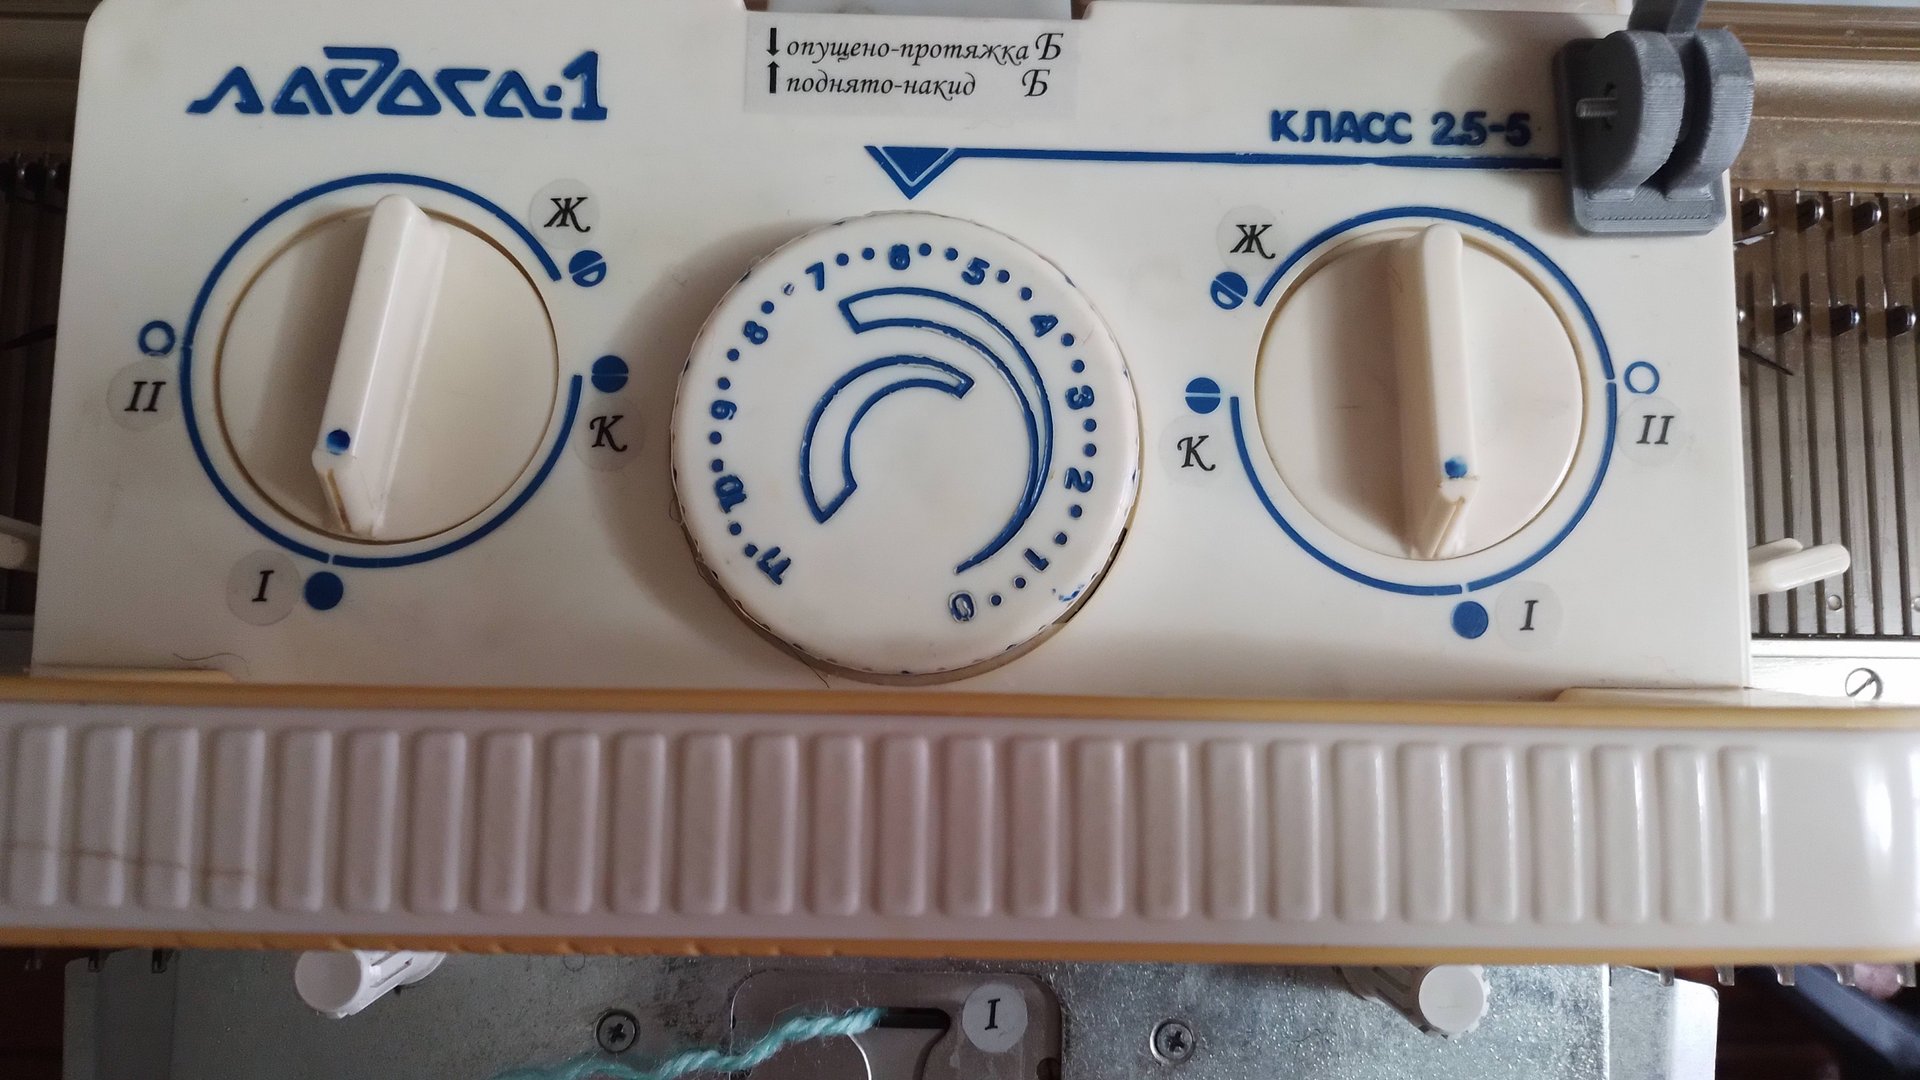 ладога-1
↓ опущено-протяжка Б
↑ поднято-накид Б
КЛАСС 2.5-5
Ж
II
К
I
7 6 5
8 4
9 3
10 2
11 1
0
Ж
К
II
I
I